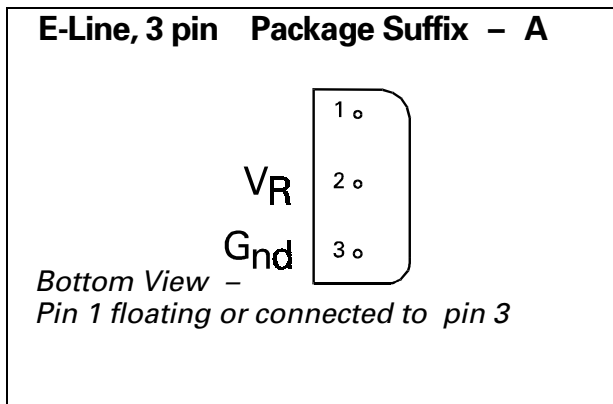 E-Line, 3 pin Package Suffix – A
1
VR 2
Gnd 3
Bottom View –
Pin 1 floating or connected to pin 3